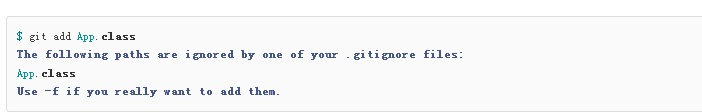 $ git add App.class
The following paths are ignored by one of your .gitignore files:
App.class
Use -f if you really want to add them.